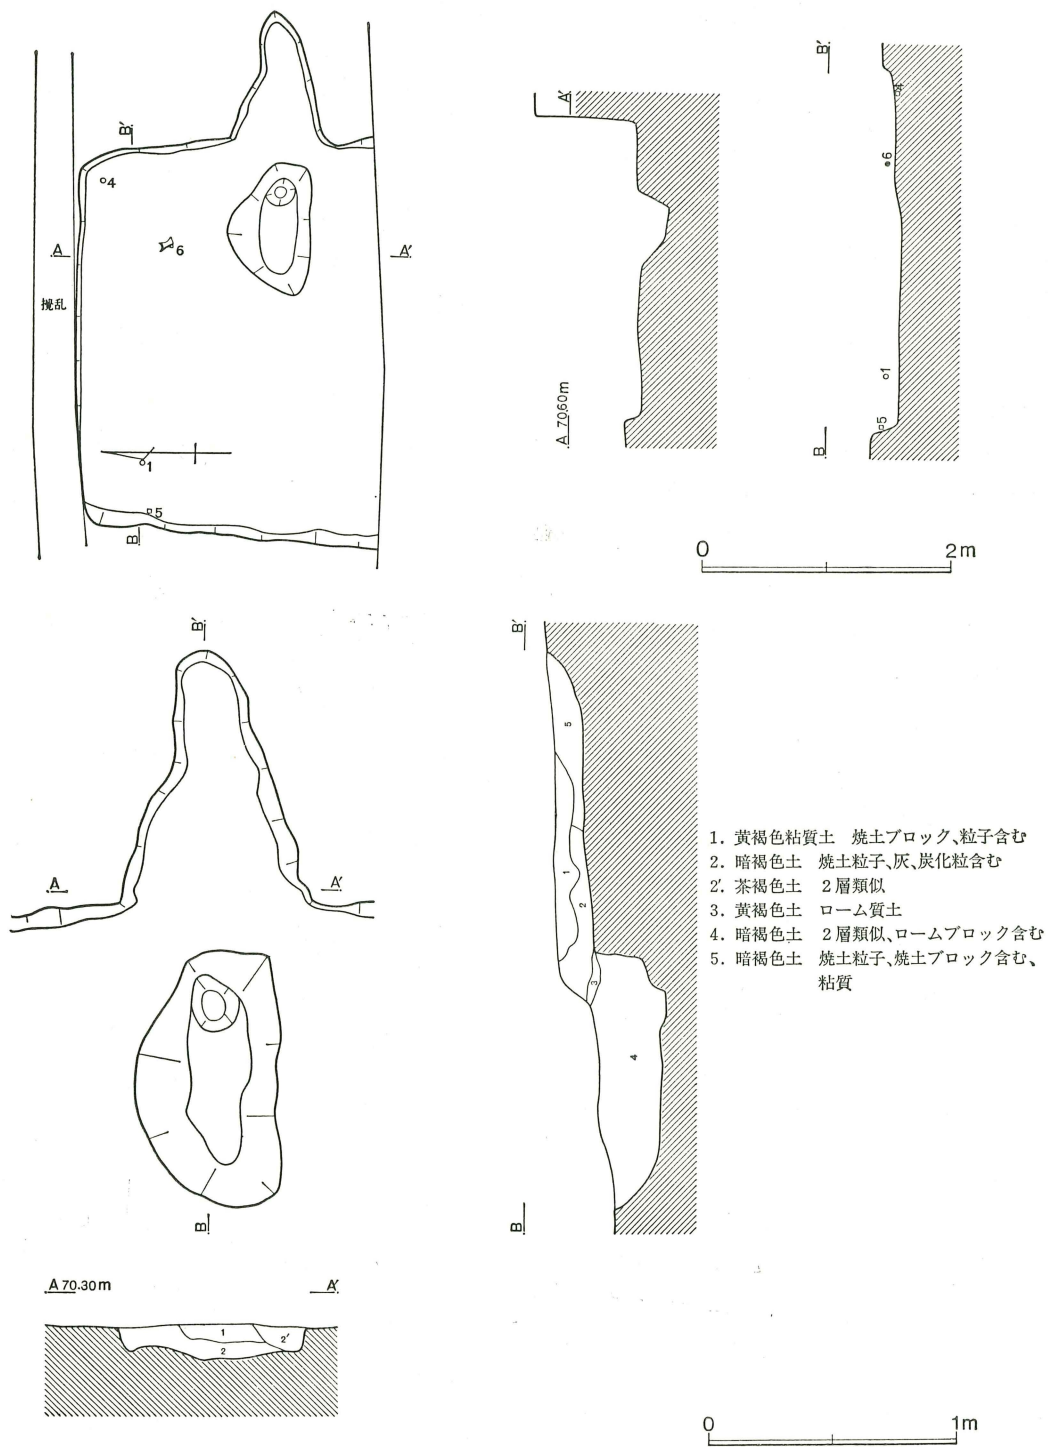 B′
4
6
A
A′
攪乱
1
5
B
A′
A 70.60m
B′
4
6
1
5
B
0 2m
B′
A
A′
B
B′
5
1
2
3
4
B
1. 黄褐色粘質土 焼土ブロック、粒子含む
2. 暗褐色土 焼土粒子、灰、炭化粒含む
2′. 茶褐色土 2層類似
3. 黄褐色土 ローム質土
4. 暗褐色土 2層類似、ロームブロック含む
5. 暗褐色土 焼土粒子、焼土ブロック含む、
粘質
A 70.30m
A′
1
2′
2
0 1m